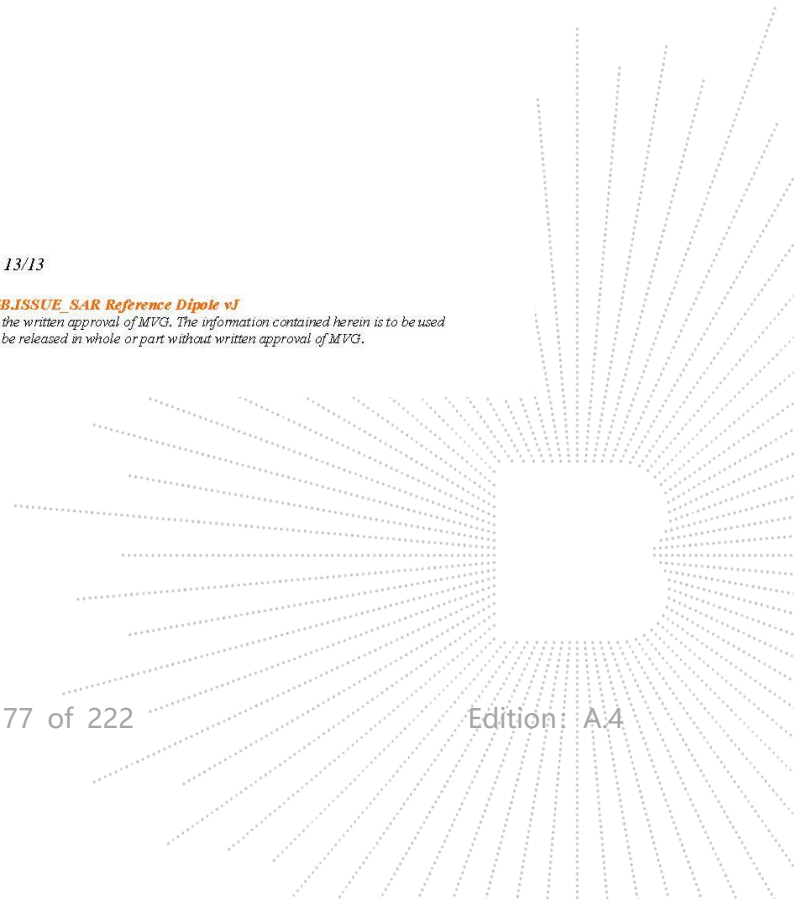 13/13
B.ISSUE_SAR Reference Dipole vJ
the written approval of MVG. The information contained herein is to be used
be released in whole or part without written approval of MVG.
77 of 222 Edition: A.4